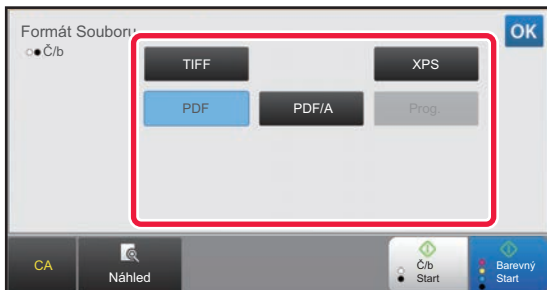 Formát Souboru
Č/b
OK
TIFF
XPS
PDF
PDF/A
Prog.
CA
Náhled
Č/b
Start
Barevný
Start